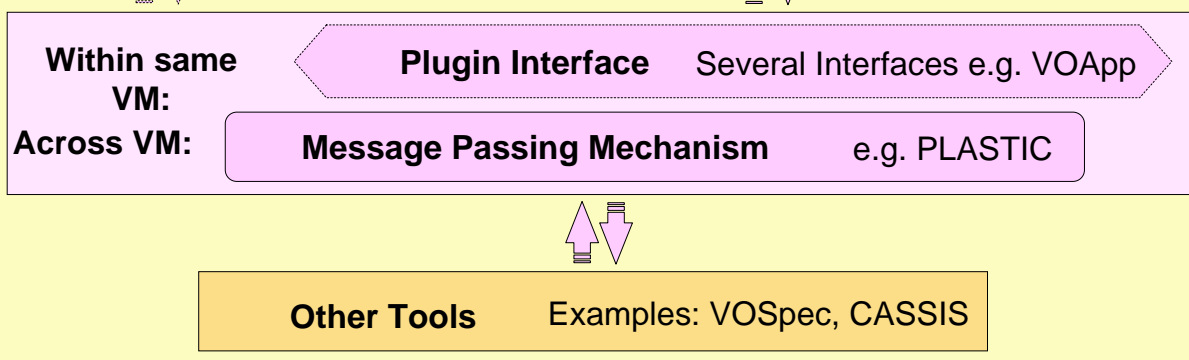 Within same
VM:
Plugin Interface Several Interfaces e.g. VOApp
Across VM:
Message Passing Mechanism e.g. PLASTIC
Other Tools Examples: VOSpec, CASSIS